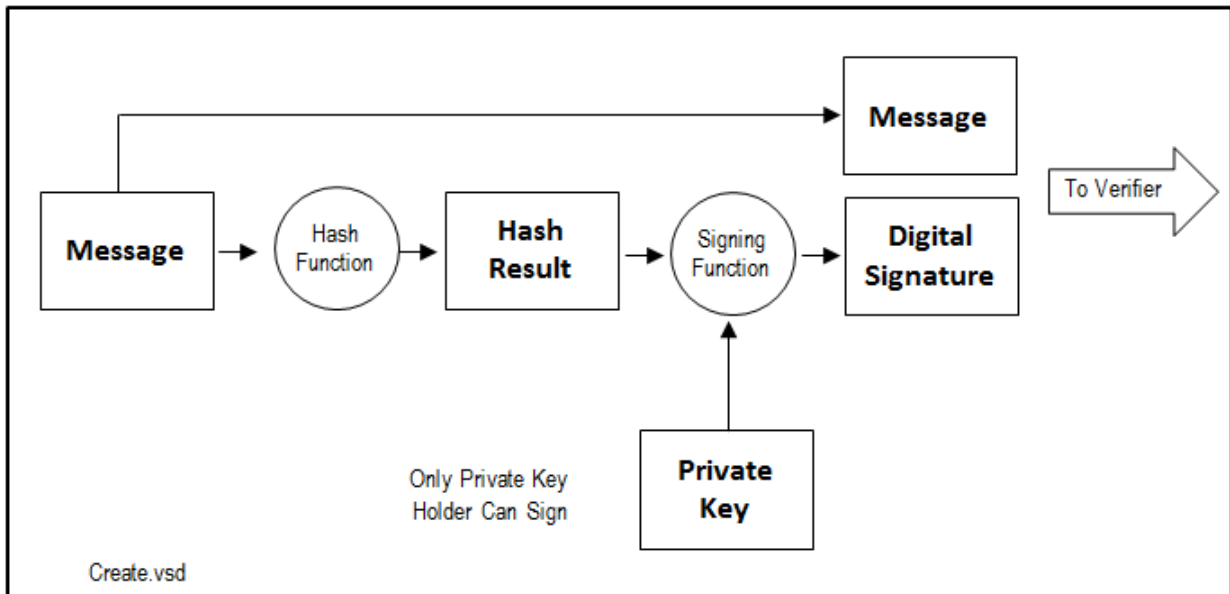 Message
To Verifier
Message
Hash
Function
Hash
Result
Signing
Function
Digital
Signature
Only Private Key
Holder Can Sign
Private
Key
Create.vsd